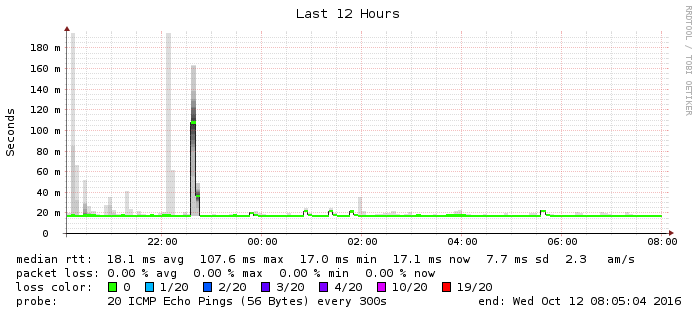 Last 12 Hours
RRDTOOL / TOBI OETIKER
Seconds
180 m
160 m
140 m
120 m
100 m
80 m
60 m
40 m
20 m
0
22:00 00:00 02:00 04:00 06:00 08:00
median rtt: 18.1 ms avg 107.6 ms max 17.0 ms min 17.1 ms now 7.7 ms sd 2.3 am/s
packet loss: 0.00 % avg 0.00 % max 0.00 % min 0.00 % now
loss color: 0 1/20 2/20 3/20 4/20 10/20 19/20
probe: 20 ICMP Echo Pings (56 Bytes) every 300s end: Wed Oct 12 08:05:04 2016